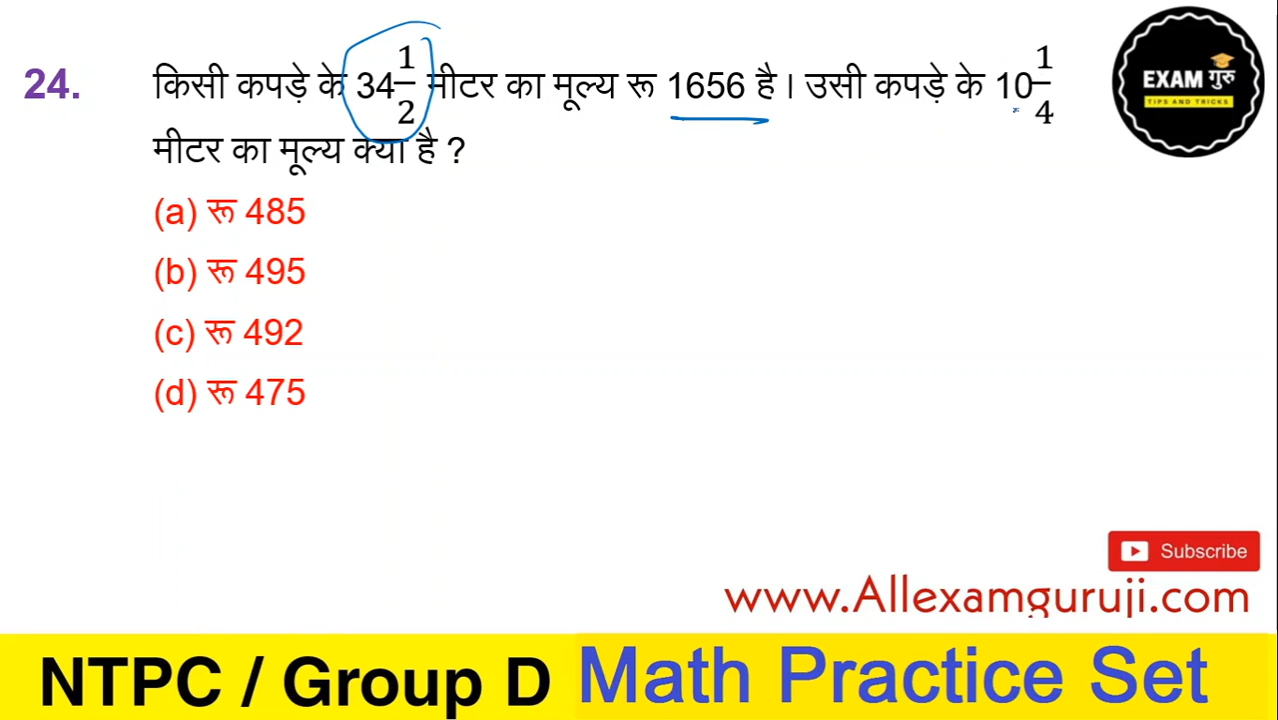 24. किसी कपड़े के 34 1/2 मीटर का मूल्य रू 1656 है। उसी कपड़े के 10 1/4
मीटर का मूल्य क्या है ?
(a) रू 485
(b) रू 495
(c) रू 492
(d) रू 475
EXAM गुरु
TIPS AND TRICKS
Subscribe
www.Allexamguruji.com
NTPC / Group D Math Practice Set